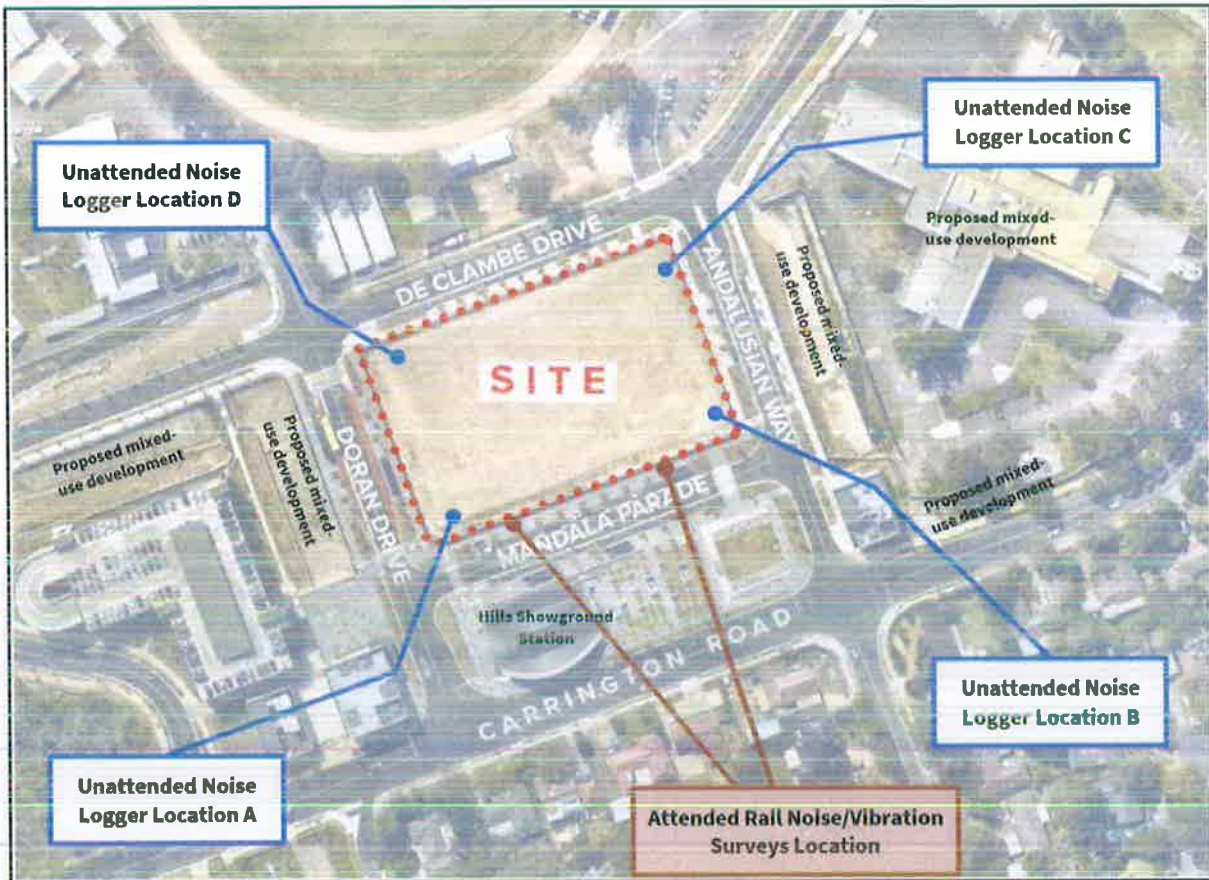 Unattended Noise
Logger Location C
Unattended Noise
Logger Location D
Proposed mixed-
use development
DE CLAMBE DRIVE
ANDALUSIAN WAY
Proposed mixed-
use development
SITE
Proposed mixed-
use development
Proposed mixed-
use development
DORAN DRIVE
MANDALA PARADE
Proposed mixed-
use development
Hills Showground
Station
CARRINGTON ROAD
Unattended Noise
Logger Location B
Unattended Noise
Logger Location A
Attended Rail Noise/Vibration
Surveys Location